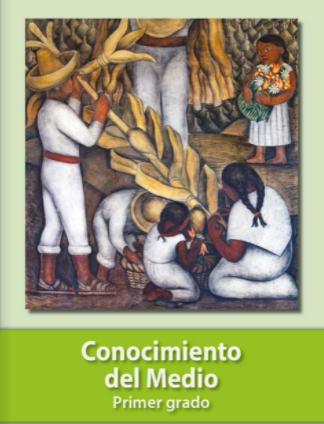 Conocimiento
del Medio
Primer grado